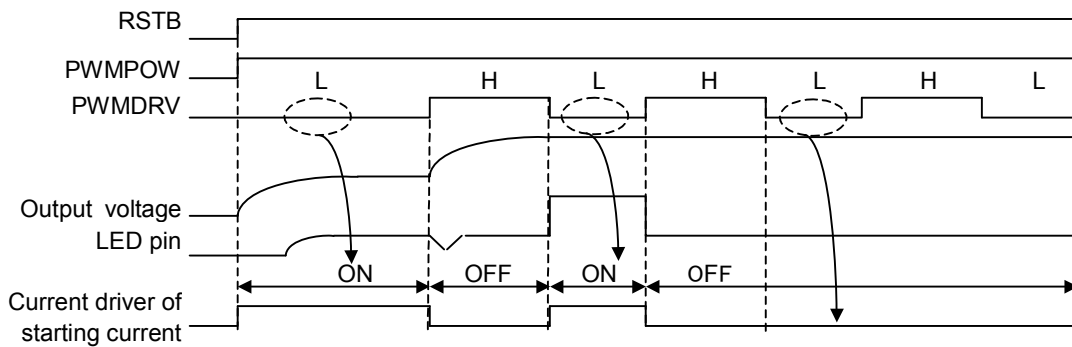 RSTB
PWMPOW
L H L H L H L
PWMDRV
Output voltage
LED pin
ON OFF ON OFF
Current driver of
starting current